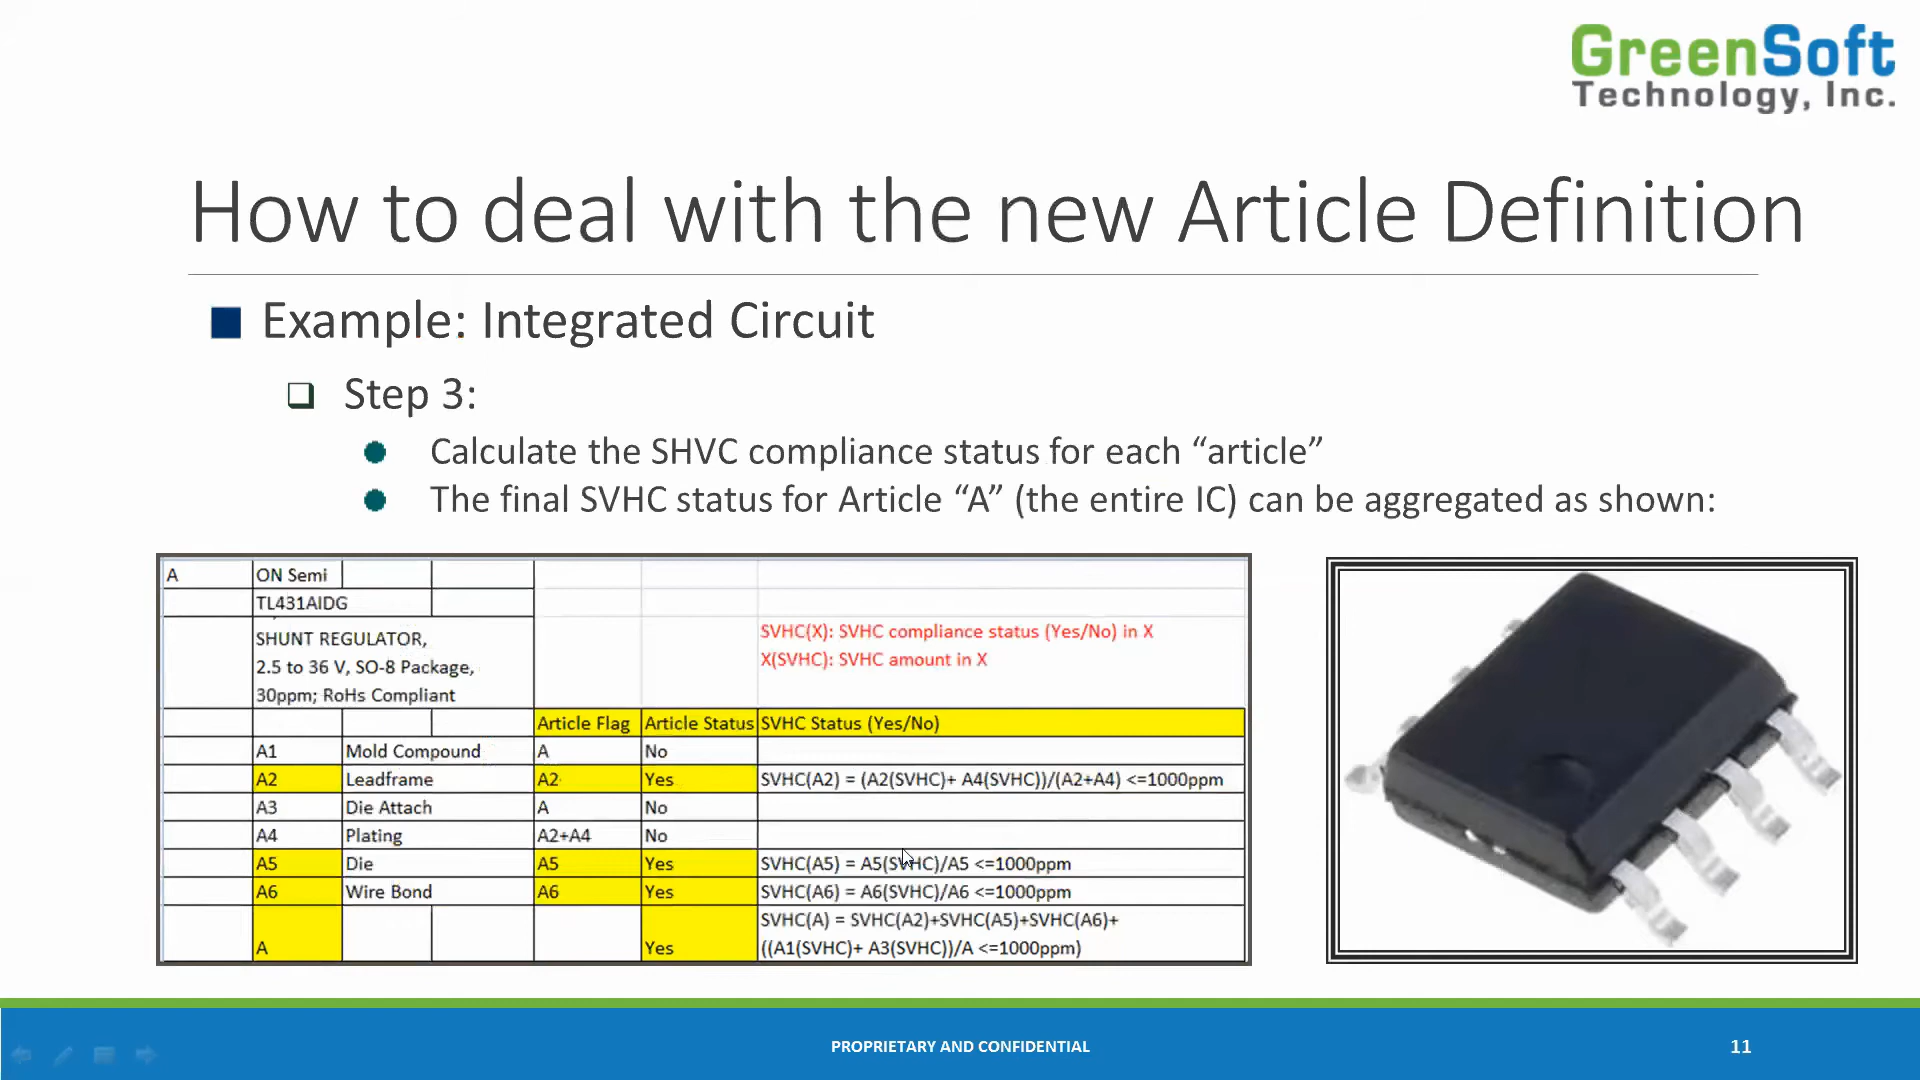 GreenSoft
Technology, Inc.
How to deal with the new Article Definition
Example: Integrated Circuit
Step 3:
Calculate the SHVC compliance status for each “article”
The final SVHC status for Article “A” (the entire IC) can be aggregated as shown:
A ON Semi
TL431AIDG
SHUNT REGULATOR,
2.5 to 36 V, SO-8 Package,
30ppm; RoHs Compliant
SVHC(X): SVHC compliance status (Yes/No) in X
X(SVHC): SVHC amount in X
Article Flag Article Status SVHC Status (Yes/No)
A1 Mold Compound A No
A2 Leadframe A2 Yes SVHC(A2) = (A2(SVHC)+ A4(SVHC))/(A2+A4) <=1000ppm
A3 Die Attach A No
A4 Plating A2+A4 No
A5 Die A5 Yes SVHC(A5) = A5(SVHC)/A5 <=1000ppm
A6 Wire Bond A6 Yes SVHC(A6) = A6(SVHC)/A6 <=1000ppm
SVHC(A) = SVHC(A2)+SVHC(A5)+SVHC(A6)+
A Yes ((A1(SVHC)+ A3(SVHC))/A <=1000ppm)
PROPRIETARY AND CONFIDENTIAL
11